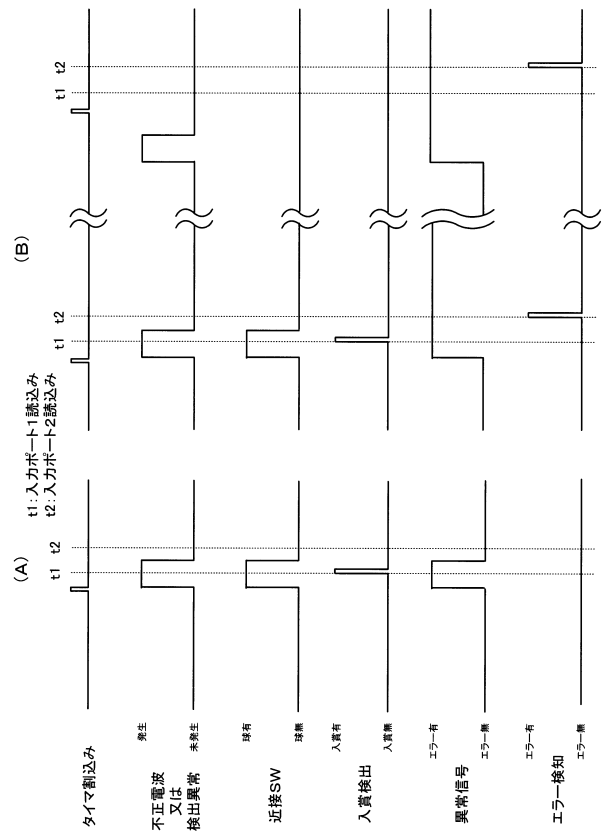 (A)
(B)
t1：入力ポート1読込み
t2：入力ポート2読込み
t1
t2
t1
t2
t1
t2
タイマ割込み
不正電波
又は
検出異常
発生
未発生
近接SW
球有
球無
入賞検出
入賞有
入賞無
異常信号
エラー有
エラー無
エラー検知
エラー有
エラー無